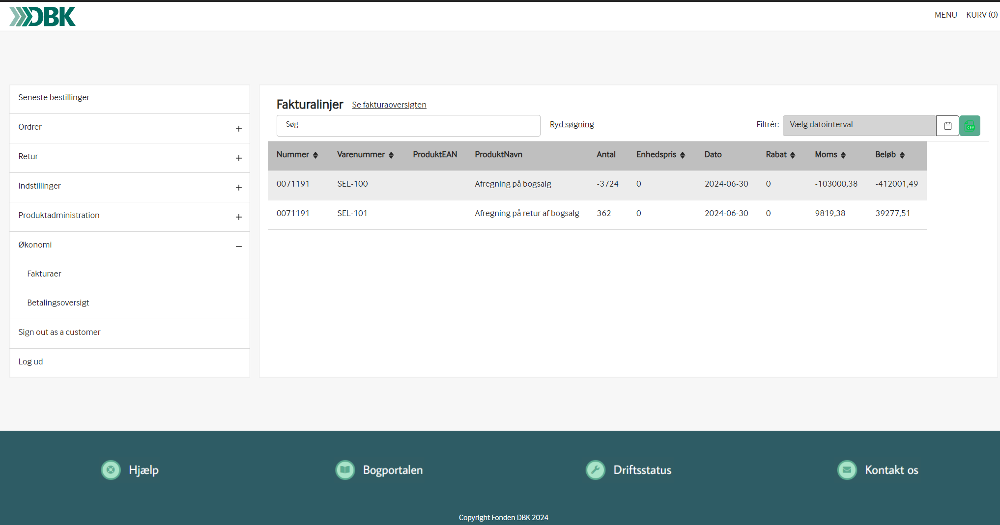 DBK
MENU KURV (0)
Seneste bestillinger
Ordrer
Retur
Indstillinger
Produktadministration
Økonomi
Fakturaer
Betalingsoversigt
Sign out as a customer
Log ud
Fakturalinjer Se fakturaoversigten
Søg Ryd søgning Filtrér: Vælg datointerval CSV
Nummer Varenummer ProduktEAN ProduktNavn Antal Enhedspris Dato Rabat Moms Beløb
0071191 SEL-100 Afregning på bogsalg -3724 0 2024-06-30 0 -103000,38 -412001,49
0071191 SEL-101 Afregning på retur af bogsalg 362 0 2024-06-30 0 9819,38 39277,51
Hjælp Bogportalen Driftsstatus Kontakt os
Copyright Fonden DBK 2024